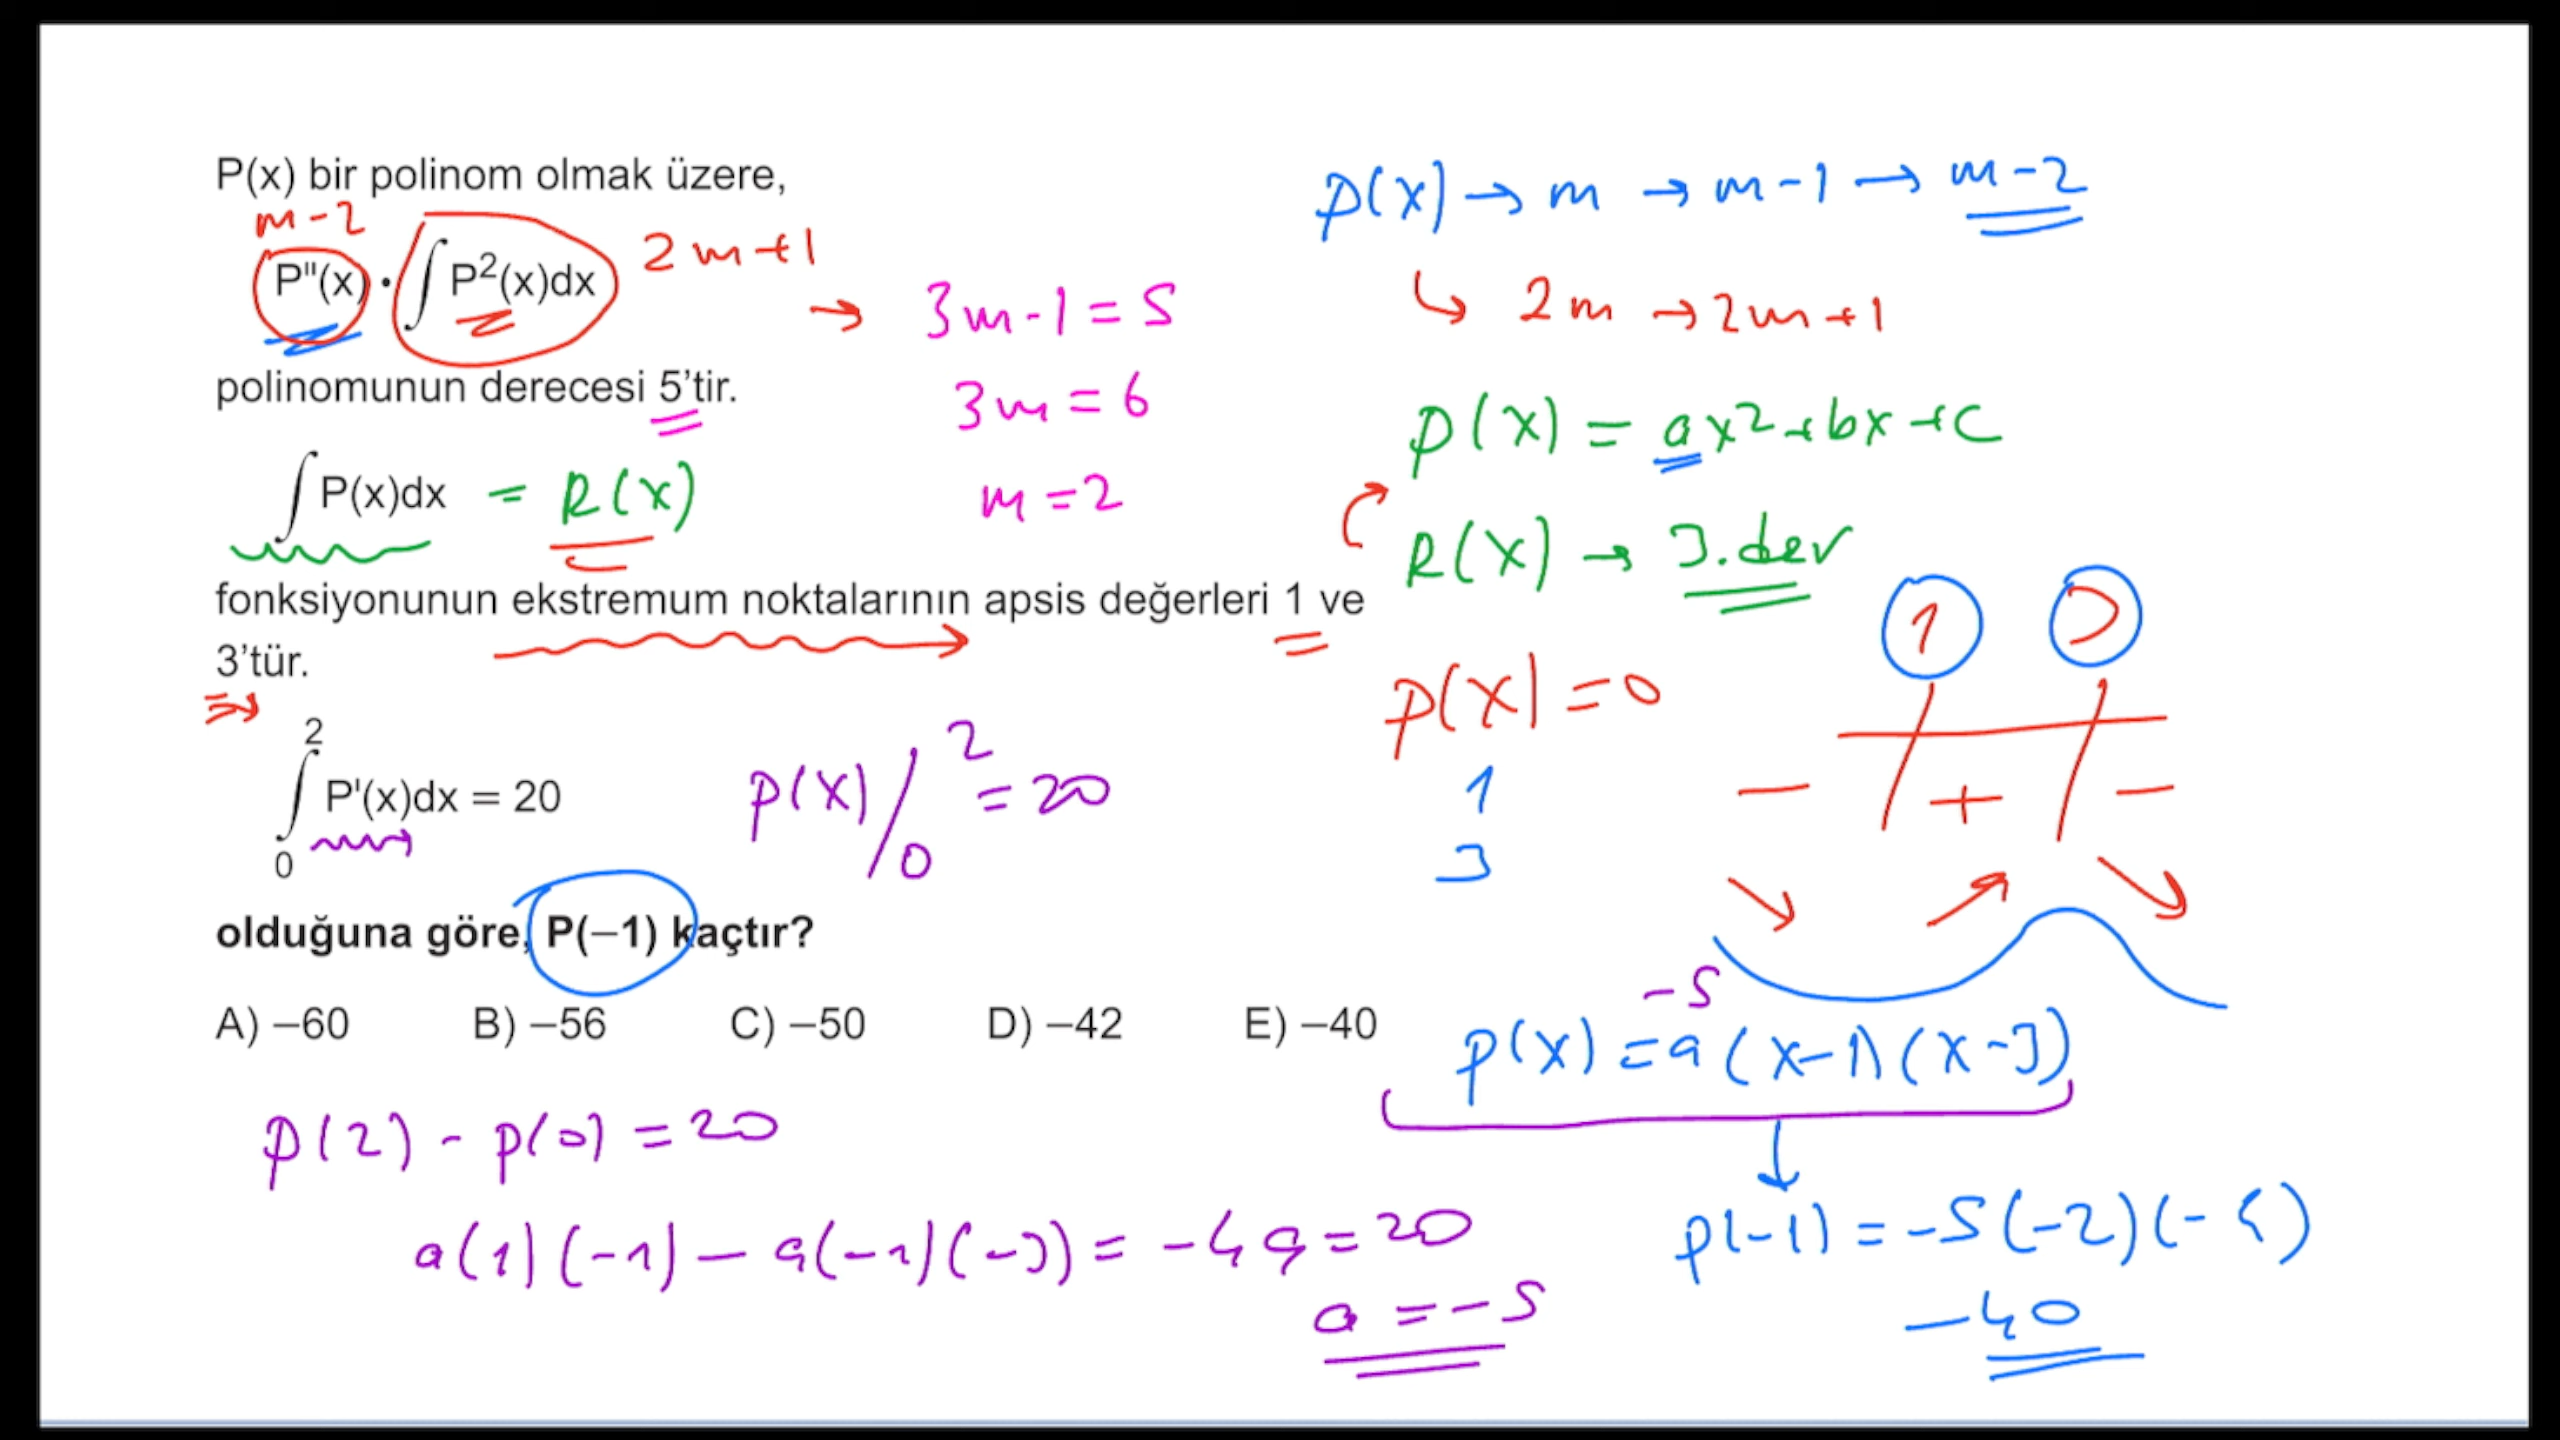 P(x) bir polinom olmak üzere,
m-2
P"(x) · ∫ P²(x)dx 2m+1
→ 3m-1=5
polinomunun derecesi 5'tir.
3m=6
∫ P(x)dx = R(x)
m=2
fonksiyonunun ekstremum noktalarının apsis değerleri 1 ve
3'tür.
∫₀² P'(x)dx = 20
P(x) / ₀² = 20
olduğuna göre, P(−1) kaçtır?
A) −60 B) −56 C) −50 D) −42 E) −40
P(2) - P(0) = 20
a(1)(-1) - a(-1)(-3) = -4a = 20
a = -5
P(x) → m → m-1 → m-2
↳ 2m → 2m+1
P(x) = ax²+bx+c
R(x) → 3.der
1 3
P(x) = 0
1
3
- + -
-5
P(x) = a(x-1)(x-3)
P(-1) = -5(-2)(-4)
-40